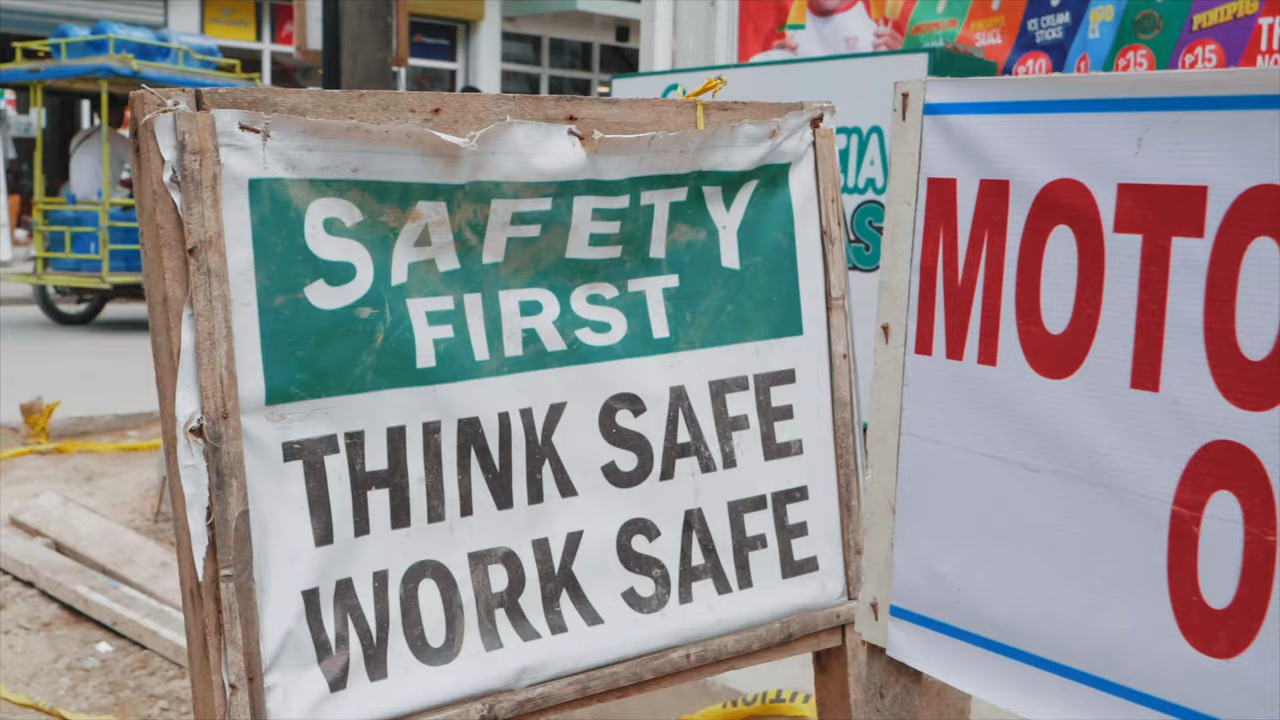 SAFETY
FIRST
THINK SAFE
WORK SAFE
MOTO
O
ICE CREAM
STICKS
₱10
₱15
PINIPIG
₱15